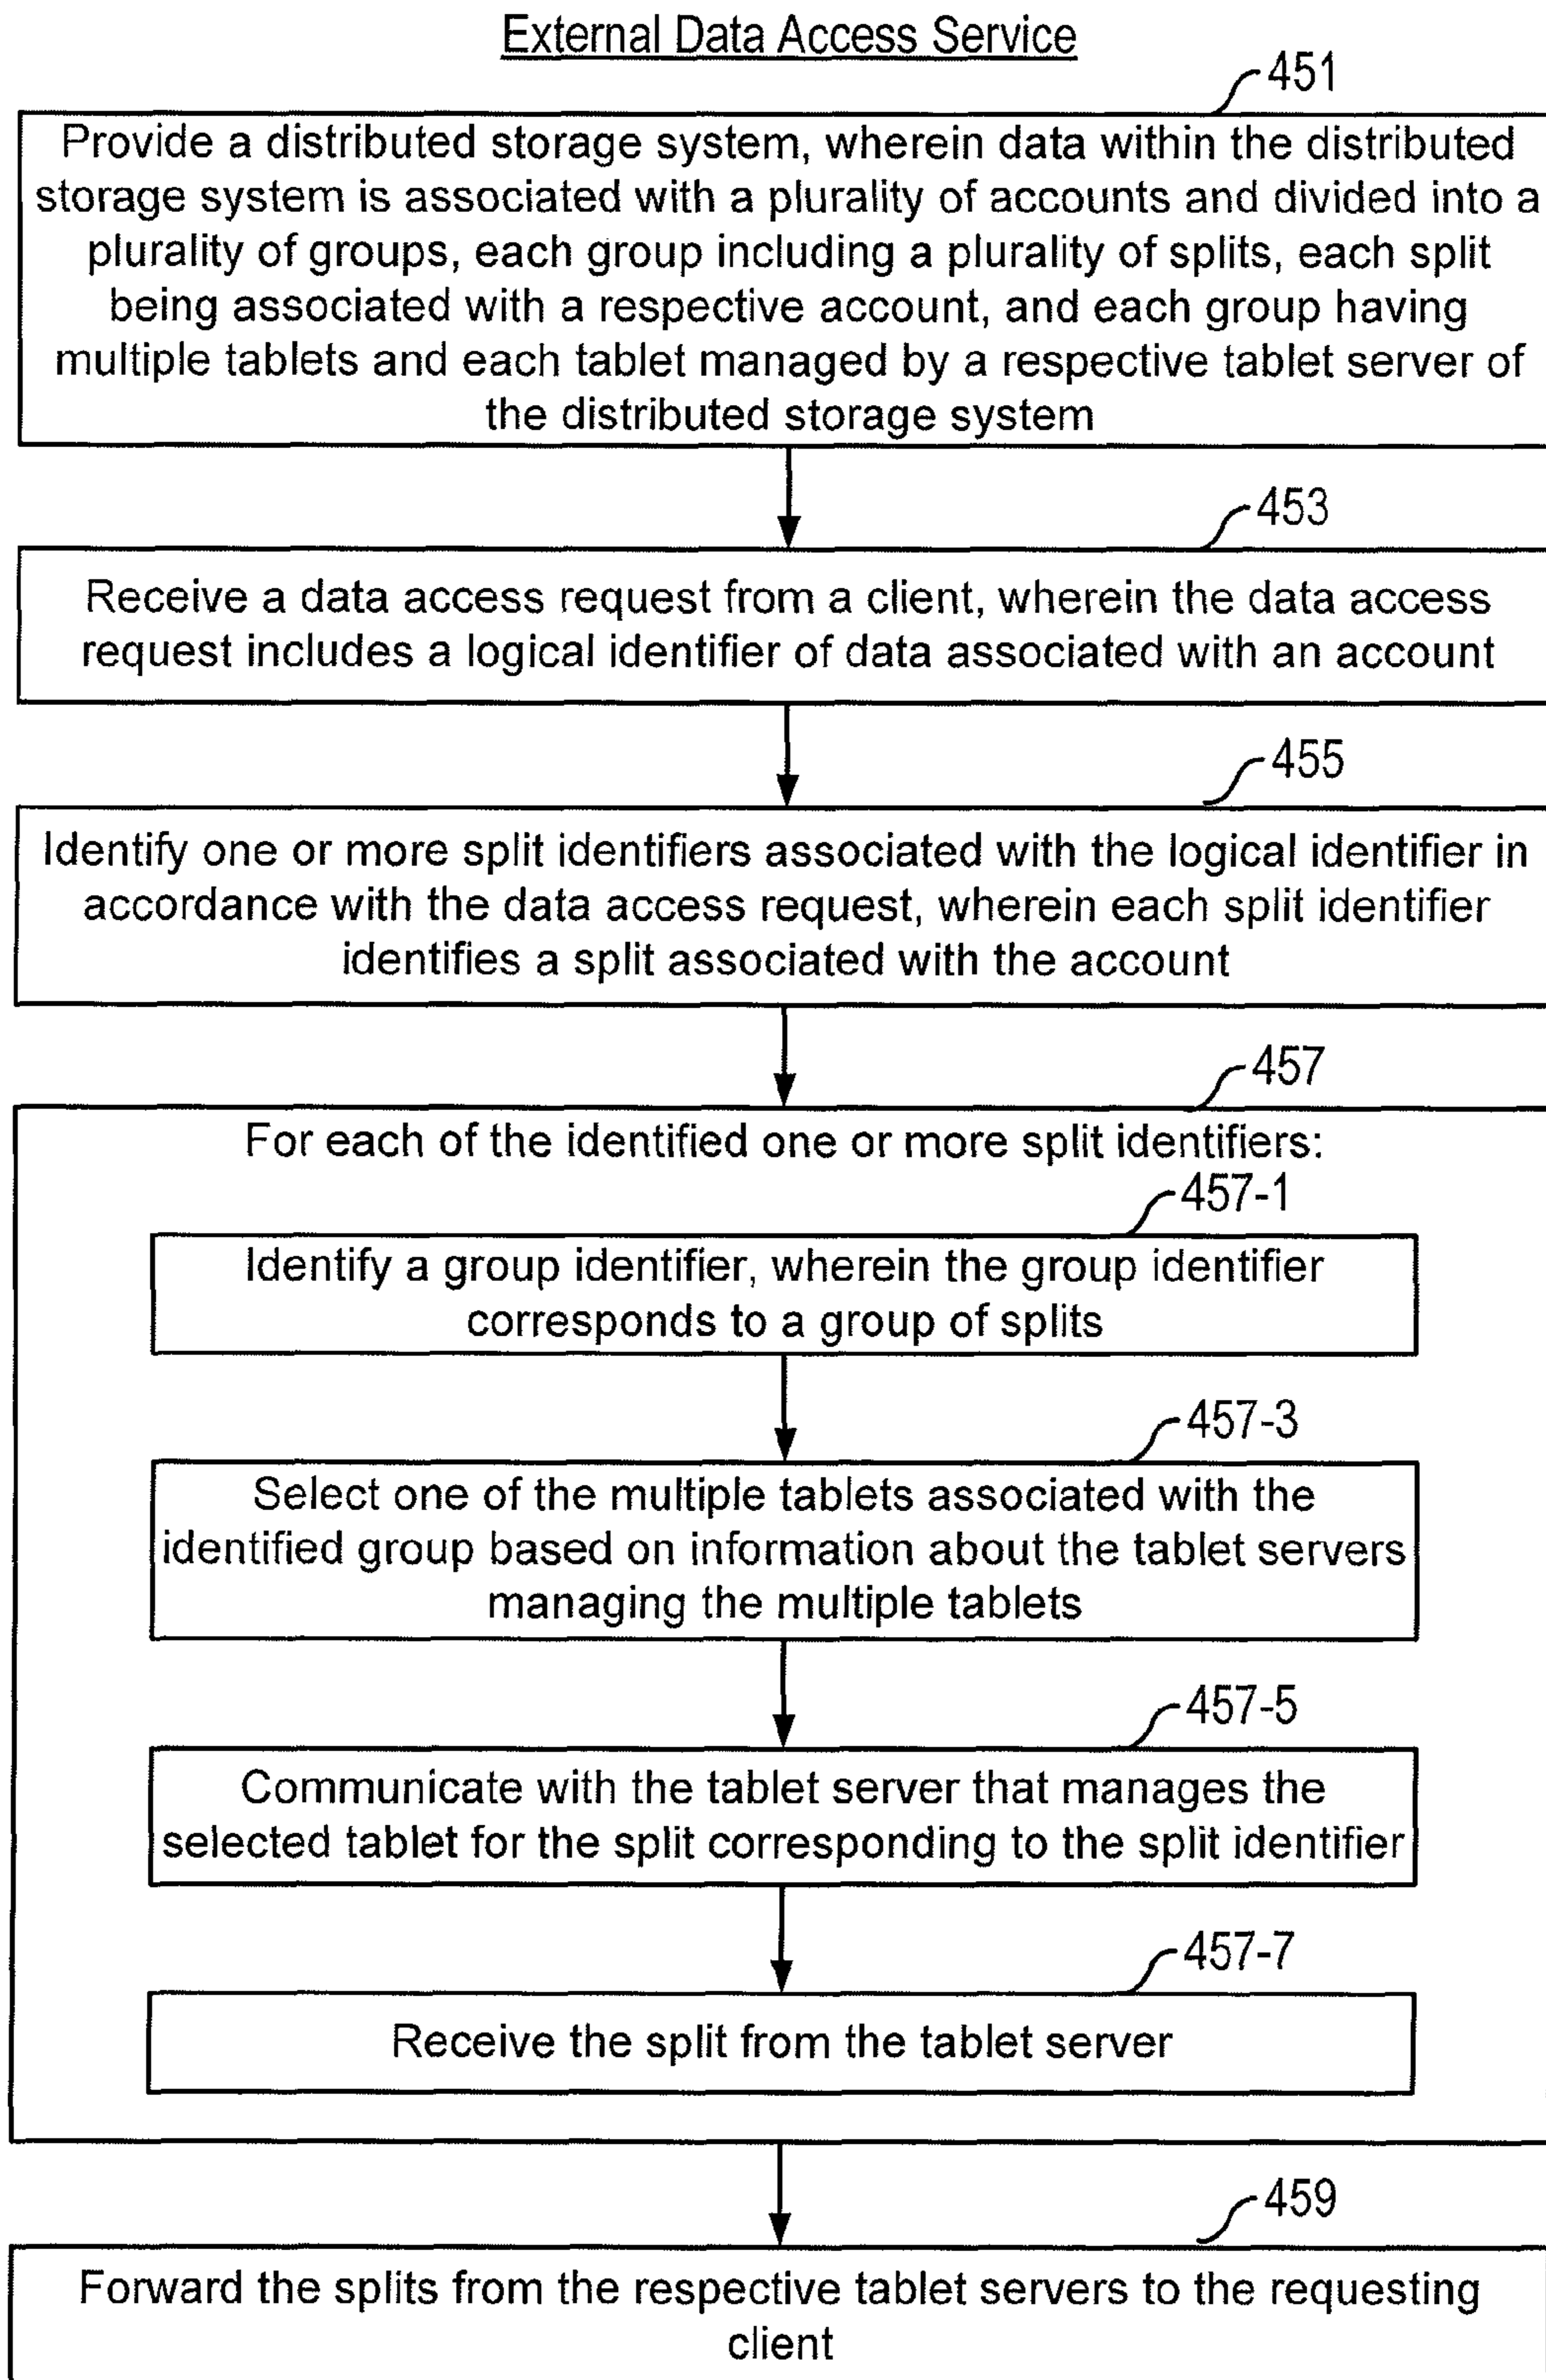 External Data Access Service
451
Provide a distributed storage system, wherein data within the distributed
storage system is associated with a plurality of accounts and divided into a
plurality of groups, each group including a plurality of splits, each split
being associated with a respective account, and each group having
multiple tablets and each tablet managed by a respective tablet server of
the distributed storage system
453
Receive a data access request from a client, wherein the data access
request includes a logical identifier of data associated with an account
455
Identify one or more split identifiers associated with the logical identifier in
accordance with the data access request, wherein each split identifier
identifies a split associated with the account
457
For each of the identified one or more split identifiers:
457-1
Identify a group identifier, wherein the group identifier
corresponds to a group of splits
457-3
Select one of the multiple tablets associated with the
identified group based on information about the tablet servers
managing the multiple tablets
457-5
Communicate with the tablet server that manages the
selected tablet for the split corresponding to the split identifier
457-7
Receive the split from the tablet server
459
Forward the splits from the respective tablet servers to the requesting
client